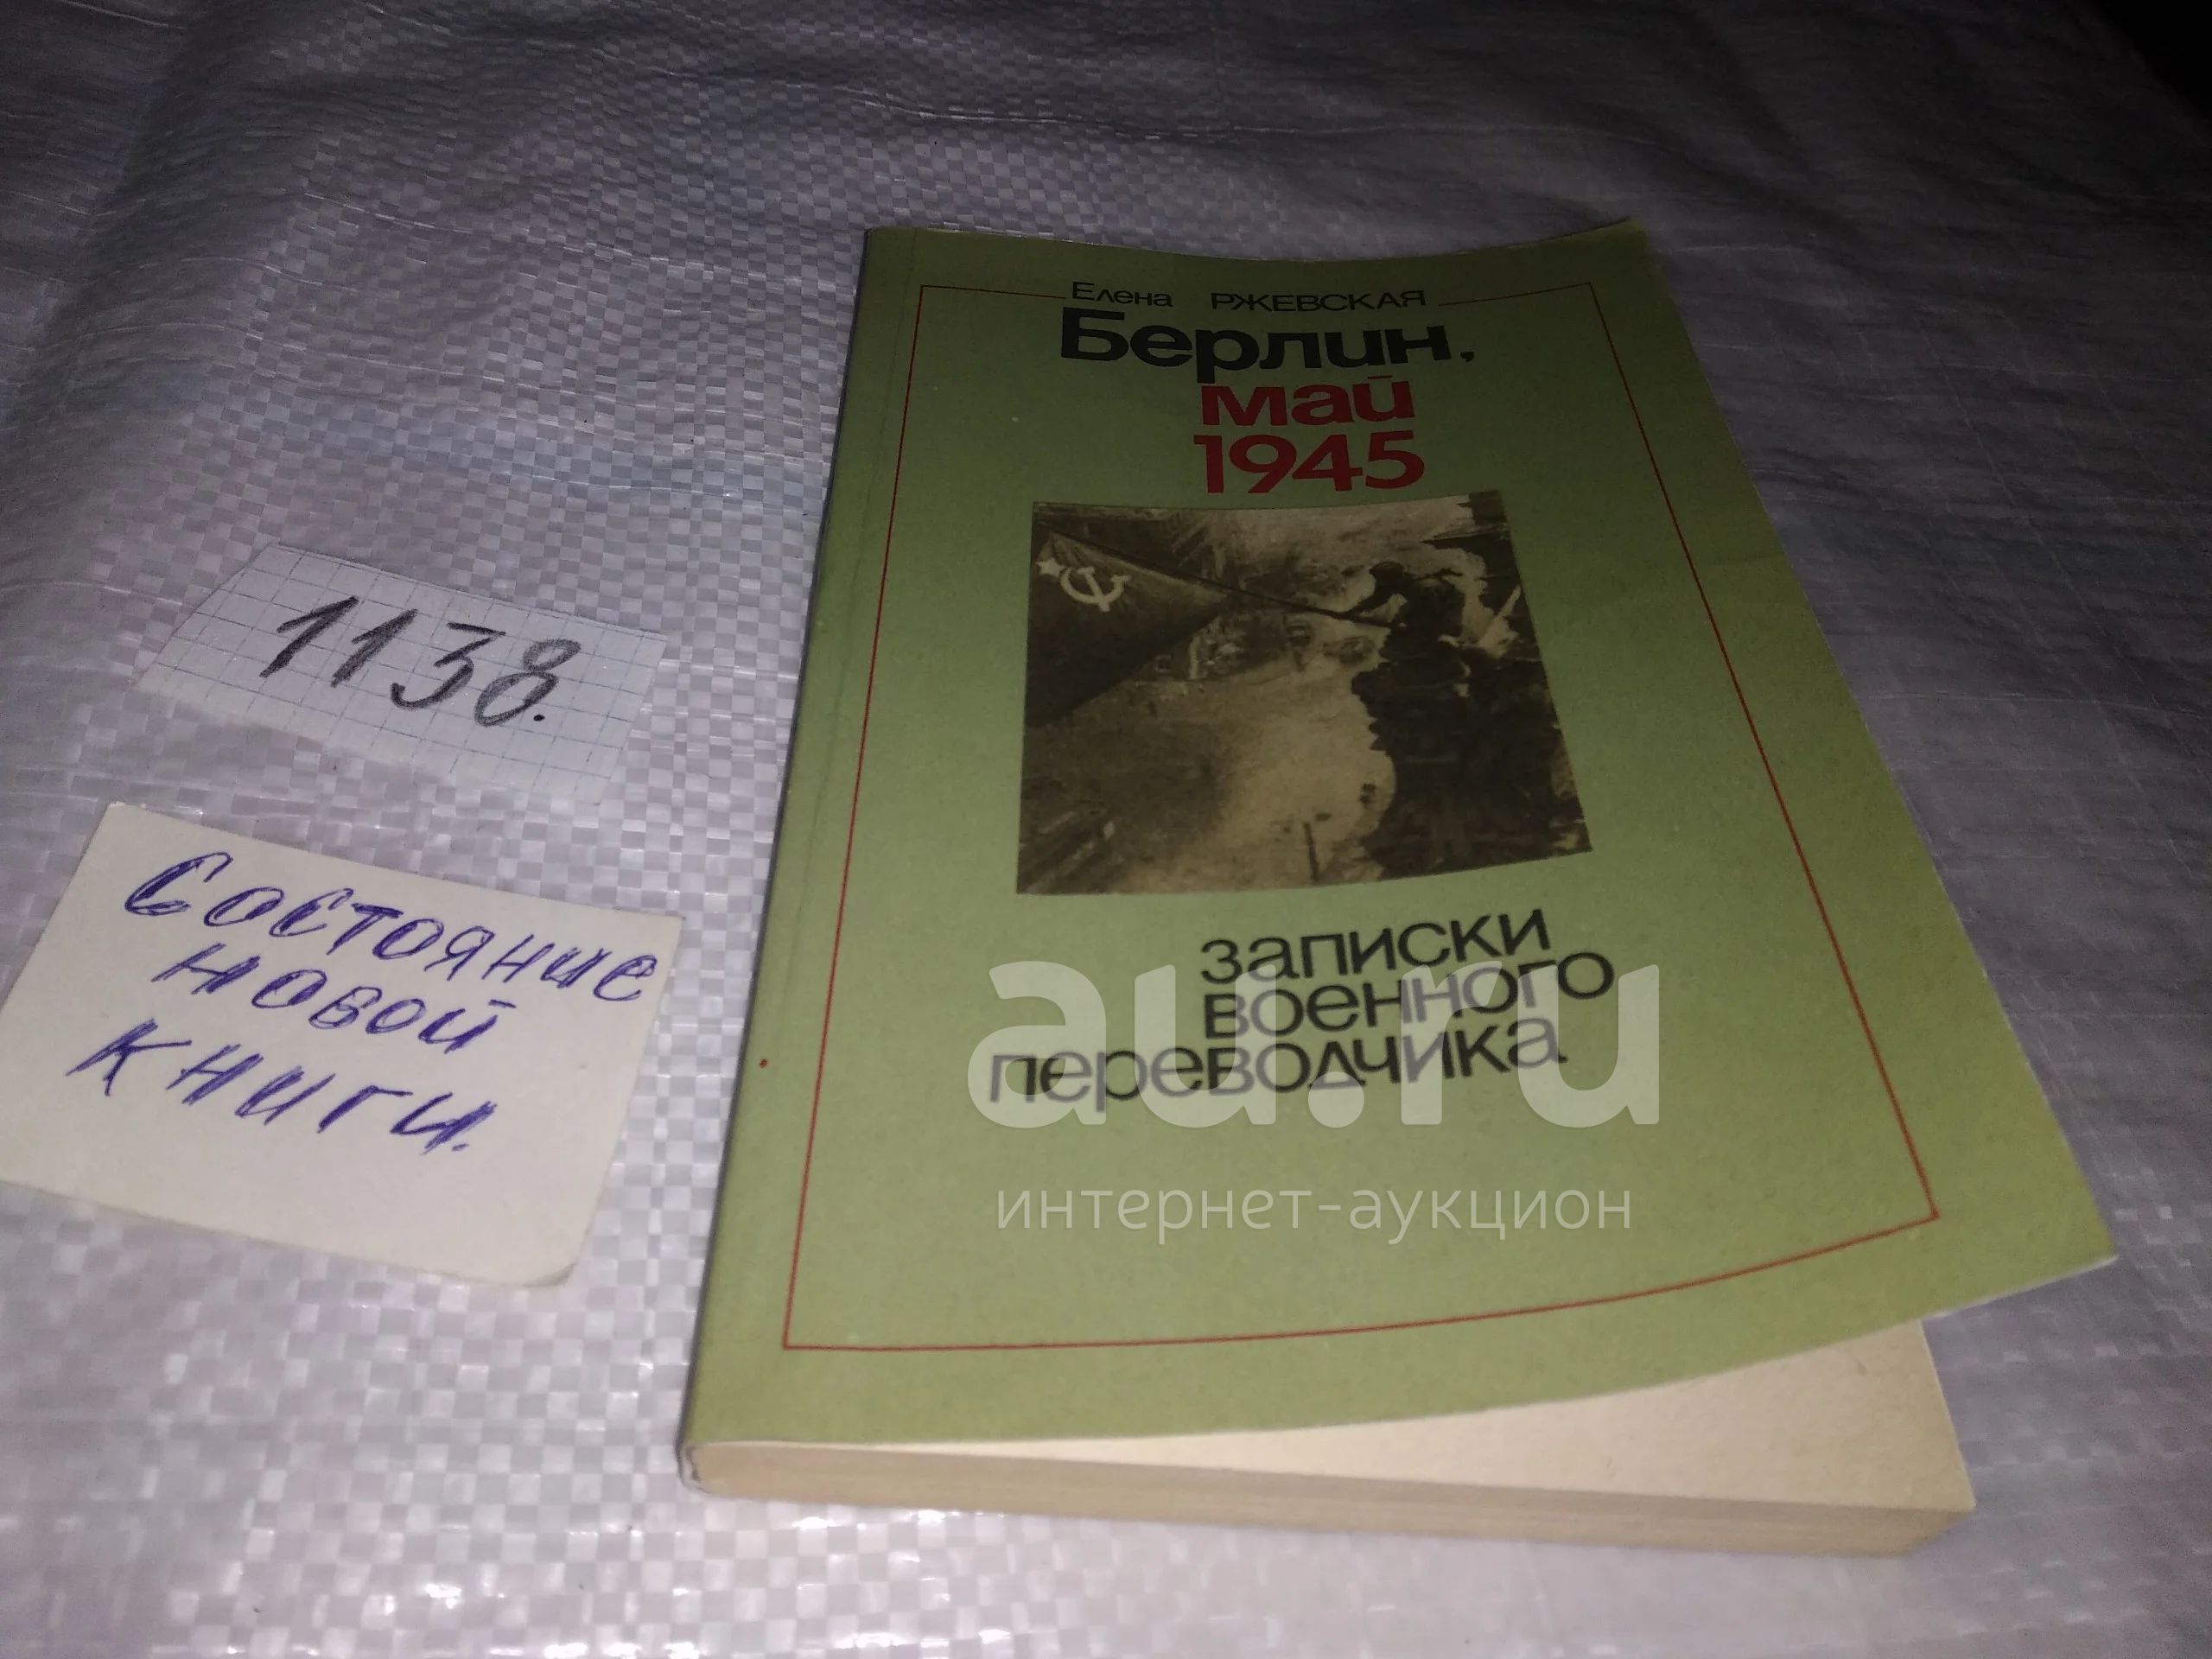 Елена РЖЕВСКАЯ
Берлин,
май
1945
записки
военного
переводчика
1138.
Состояние
новой
книги.
au.ru
интернет-аукцион